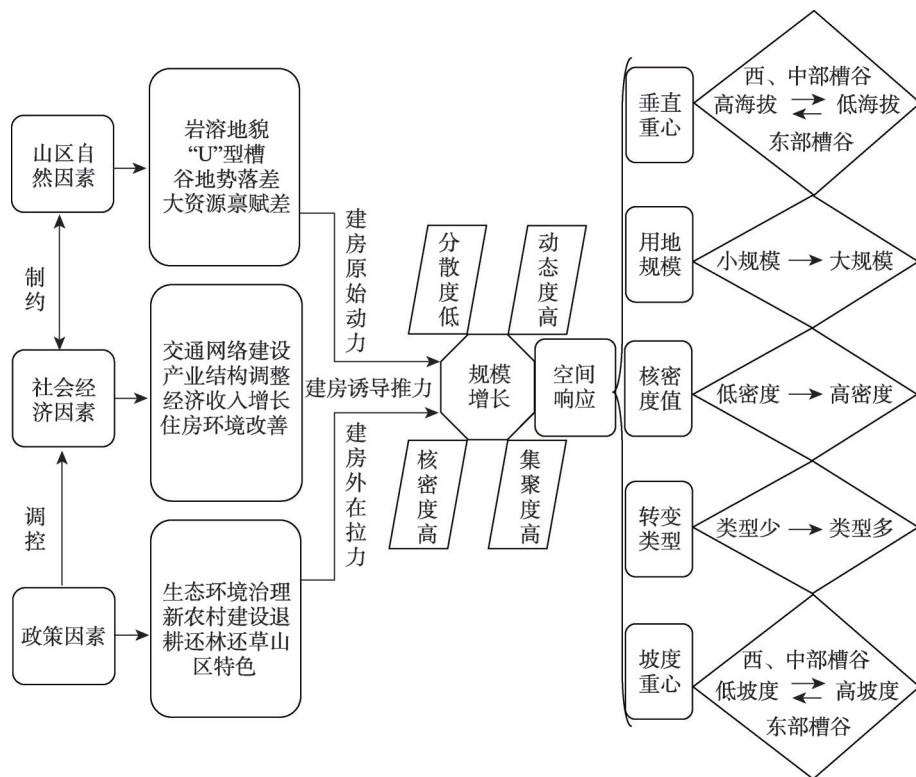 山区自
然因素
制约
社会经
济因素
调控
政策因素
岩溶地貌
“U”型槽
谷地势落差
大资源禀赋差
交通网络建设
产业结构调整
经济收入增长
住房环境改善
生态环境治理
新农村建设退
耕还林还草山
区特色
建房原始动力
建房诱导推力
建房外在拉力
分散度低
动态度高
规模
增长
核密度高
集聚度高
空间
响应
垂直
重心
西、中部槽谷
高海拔
低海拔
东部槽谷
用地
规模
小规模
大规模
核密
度值
低密度
高密度
转变
类型
类型少
类型多
坡度
重心
西、中部槽谷
低坡度
高坡度
东部槽谷